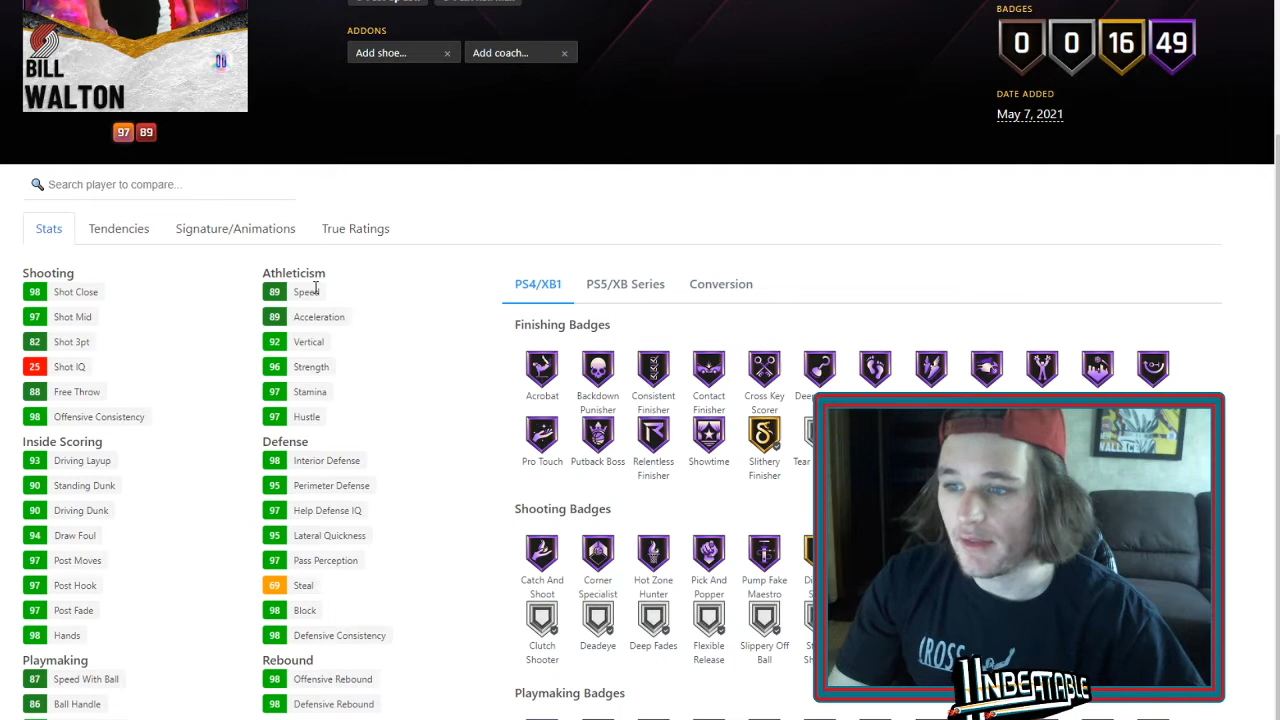 BADGES
ADDONS
Add shoe... ×
Add coach... ×
0 0 16 49
DATE ADDED
May 7, 2021
BILL
WALTON
97 89
Search player to compare...
Stats
Tendencies
Signature/Animations
True Ratings
Shooting
98 Shot Close
97 Shot Mid
82 Shot 3pt
25 Shot IQ
88 Free Throw
98 Offensive Consistency
Inside Scoring
93 Driving Layup
90 Standing Dunk
90 Driving Dunk
94 Draw Foul
97 Post Moves
97 Post Hook
97 Post Fade
98 Hands
Playmaking
87 Speed With Ball
86 Ball Handle
Athleticism
89 Speed
89 Acceleration
92 Vertical
96 Strength
97 Stamina
97 Hustle
Defense
98 Interior Defense
95 Perimeter Defense
97 Help Defense IQ
95 Lateral Quickness
97 Pass Perception
69 Steal
98 Block
98 Defensive Consistency
Rebound
98 Offensive Rebound
98 Defensive Rebound
PS4/XB1
PS5/XB Series
Conversion
Finishing Badges
Acrobat
Backdown Punisher
Consistent Finisher
Contact Finisher
Cross Key Scorer
Pro Touch
Putback Boss
Relentless Finisher
Showtime
Slithery Finisher
Shooting Badges
Catch And Shoot
Corner Specialist
Hot Zone Hunter
Pick And Popper
Pump Fake Maestro
Clutch Shooter
Deadeye
Deep Fades
Flexible Release
Slippery Off Ball
Playmaking Badges
WALLACE
UNBEATABLE